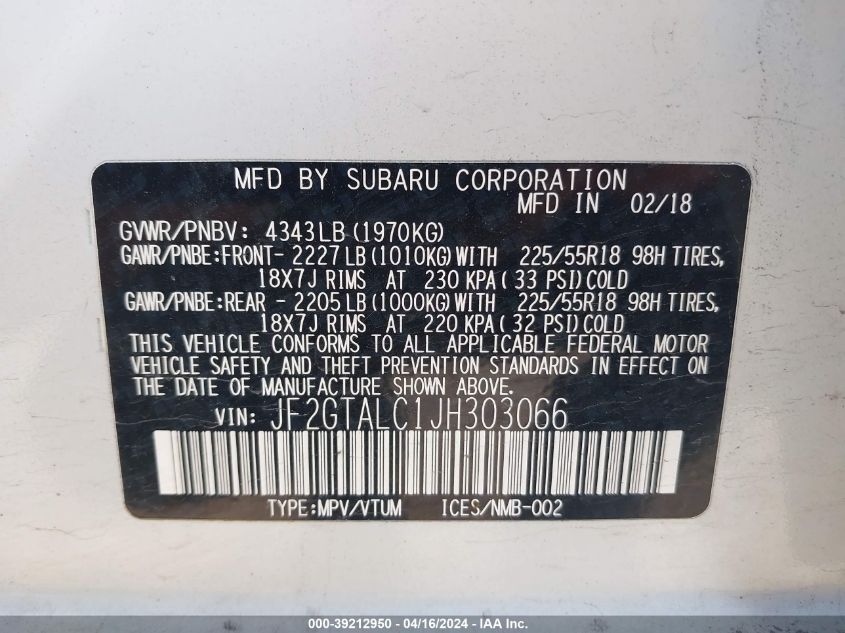 MFD BY SUBARU CORPORATION
MFD IN 02/18
GVWR/PNBV: 4343LB (1970KG)
GAWR/PNBE:FRONT- 2227LB (1010KG) WITH 225/55R18 98H TIRES,
18X7J RIMS AT 230 KPA ( 33 PSI) COLD
GAWR/PNBE:REAR - 2205LB (1000KG) WITH 225/55R18 98H TIRES,
18X7J RIMS AT 220 KPA ( 32 PSI) COLD
THIS VEHICLE CONFORMS TO ALL APPLICABLE FEDERAL MOTOR
VEHICLE SAFETY AND THEFT PREVENTION STANDARDS IN EFFECT ON
THE DATE OF MANUFACTURE SHOWN ABOVE.
VIN: JF2GTALC1JH303066
TYPE:MPV/VTUM ICES/NMB-002
000-39212950 - 04/16/2024 - IAA Inc.